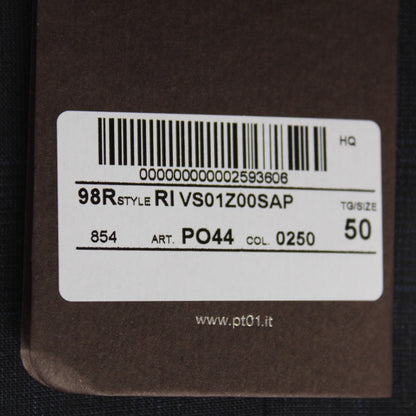 HQ
000000000002593606
98R STYLE RI VS01Z00SAP TG/SIZE
854 ART. PO44 COL. 0250 50
www.pt01.it